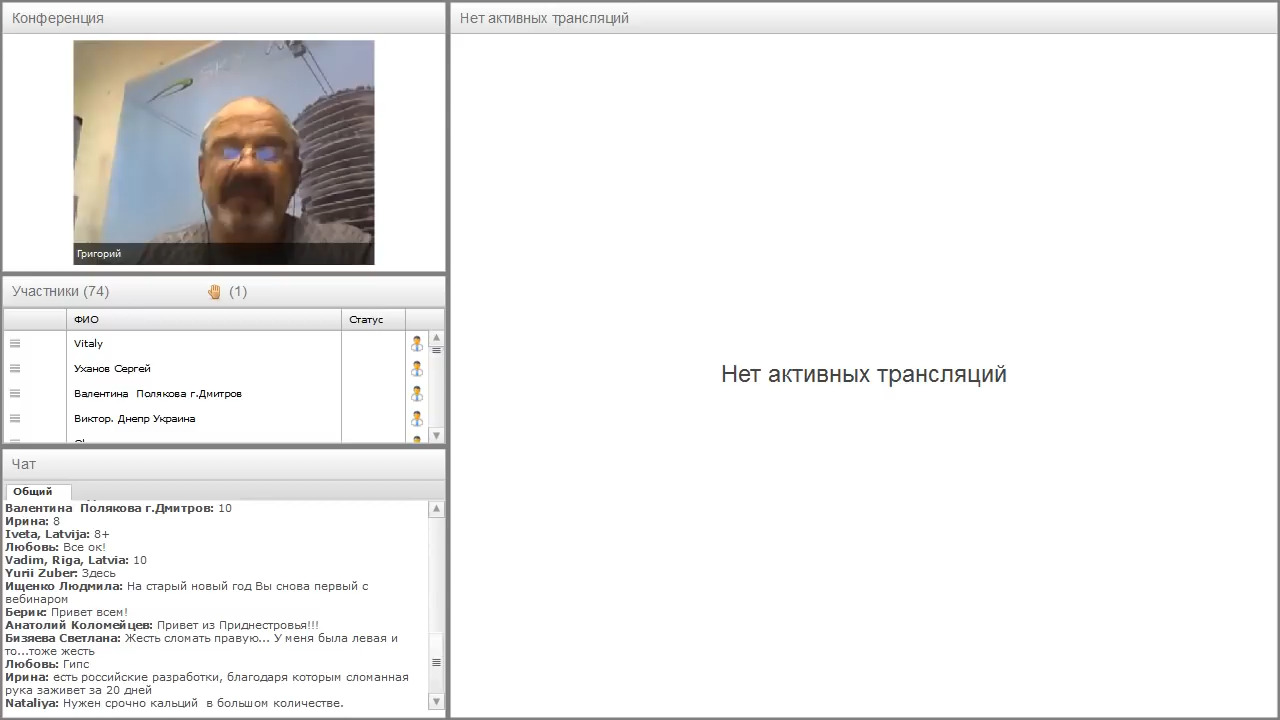 Конференция
Нет активных трансляций
Григорий
Участники (74)
(1)
ФИО
Статус
Vitaly
Уханов Сергей
Валентина  Полякова г.Дмитров
Виктор. Днепр Украина
Нет активных трансляций
Чат
Общий
Валентина  Полякова г.Дмитров: 10
Ирина: 8
Iveta, Latvija: 8+
Любовь: Все ок!
Vadim, Riga, Latvia: 10
Yurii Zuber: Здесь
Ищенко Людмила: На старый новый год Вы снова первый с
вебинаром
Берик: Привет всем!
Анатолий Коломейцев: Привет из Приднестровья!!!
Бизяева Светлана: Жесть сломать правую... У меня была левая и
то...тоже жесть
Любовь: Гипс
Ирина: есть российские разработки, благодаря которым сломанная
рука заживет за 20 дней
Nataliya: Нужен срочно кальций  в большом количестве.